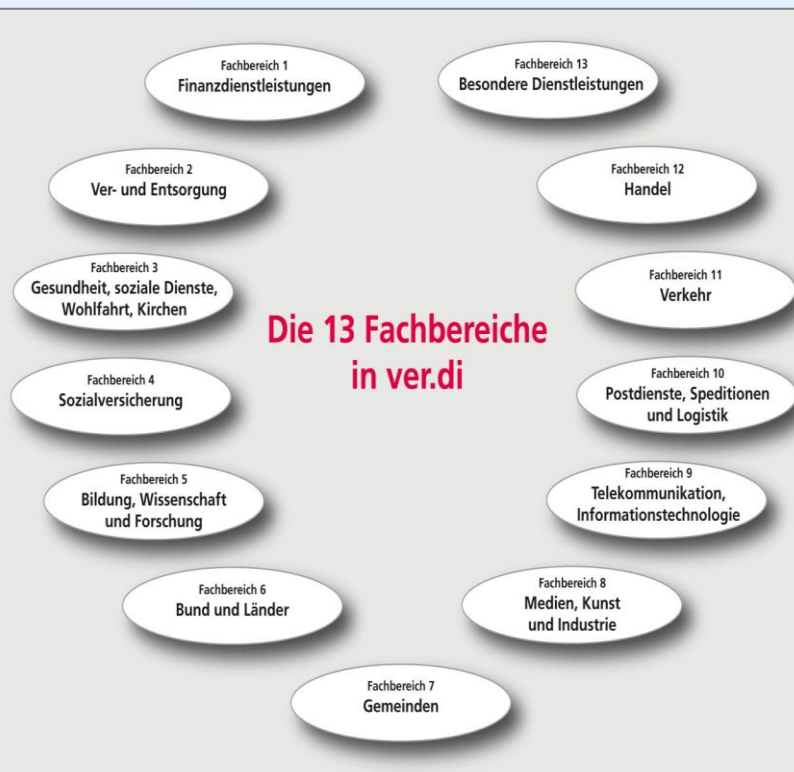 Fachbereich 1
Finanzdienstleistungen
Fachbereich 13
Besondere Dienstleistungen
Fachbereich 2
Ver- und Entsorgung
Fachbereich 12
Handel
Fachbereich 3
Gesundheit, soziale Dienste,
Wohlfahrt, Kirchen
Fachbereich 11
Verkehr
Die 13 Fachbereiche
in ver.di
Fachbereich 4
Sozialversicherung
Fachbereich 10
Postdienste, Speditionen
und Logistik
Fachbereich 5
Bildung, Wissenschaft
und Forschung
Fachbereich 9
Telekommunikation,
Informationstechnologie
Fachbereich 6
Bund und Länder
Fachbereich 8
Medien, Kunst
und Industrie
Fachbereich 7
Gemeinden